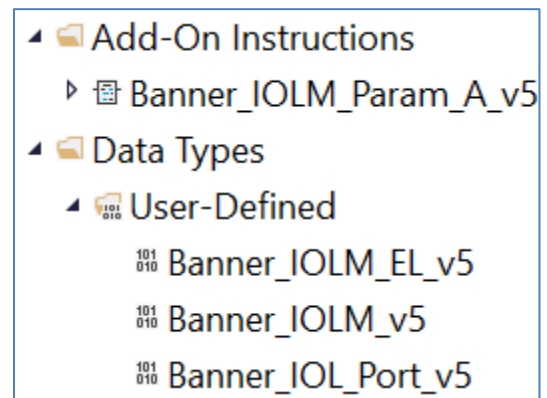 Add-On Instructions
Banner_IOLM_Param_A_v5
Data Types
User-Defined
Banner_IOLM_EL_v5
Banner_IOLM_v5
Banner_IOL_Port_v5